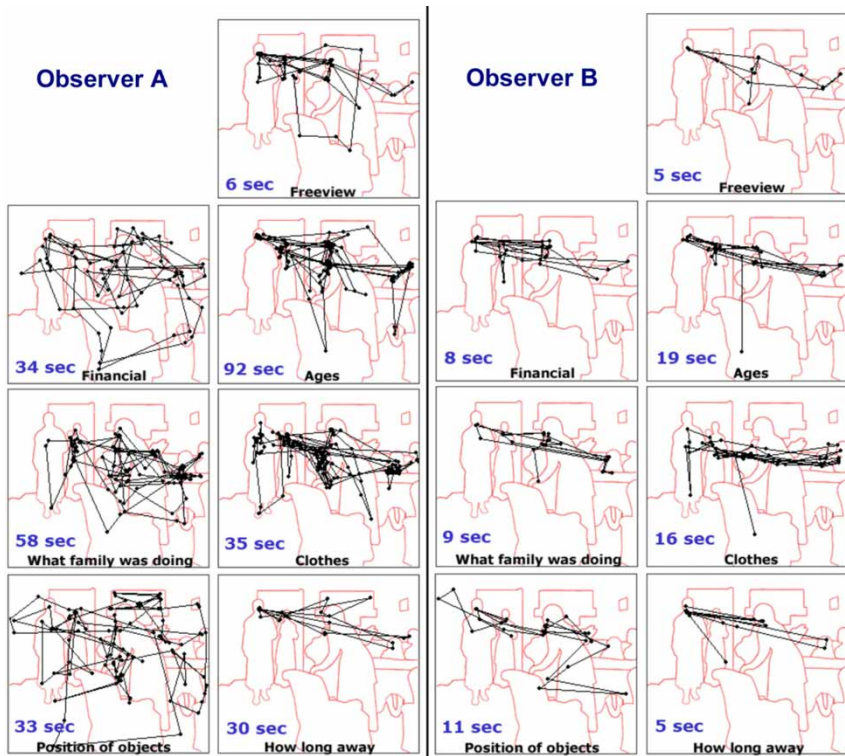 Observer A
Observer B
6 sec
Freeview
5 sec
Freeview
34 sec
Financial
92 sec
Ages
8 sec
Financial
19 sec
Ages
58 sec
What family was doing
35 sec
Clothes
9 sec
What family was doing
16 sec
Clothes
33 sec
Position of objects
30 sec
How long away
11 sec
Position of objects
5 sec
How long away